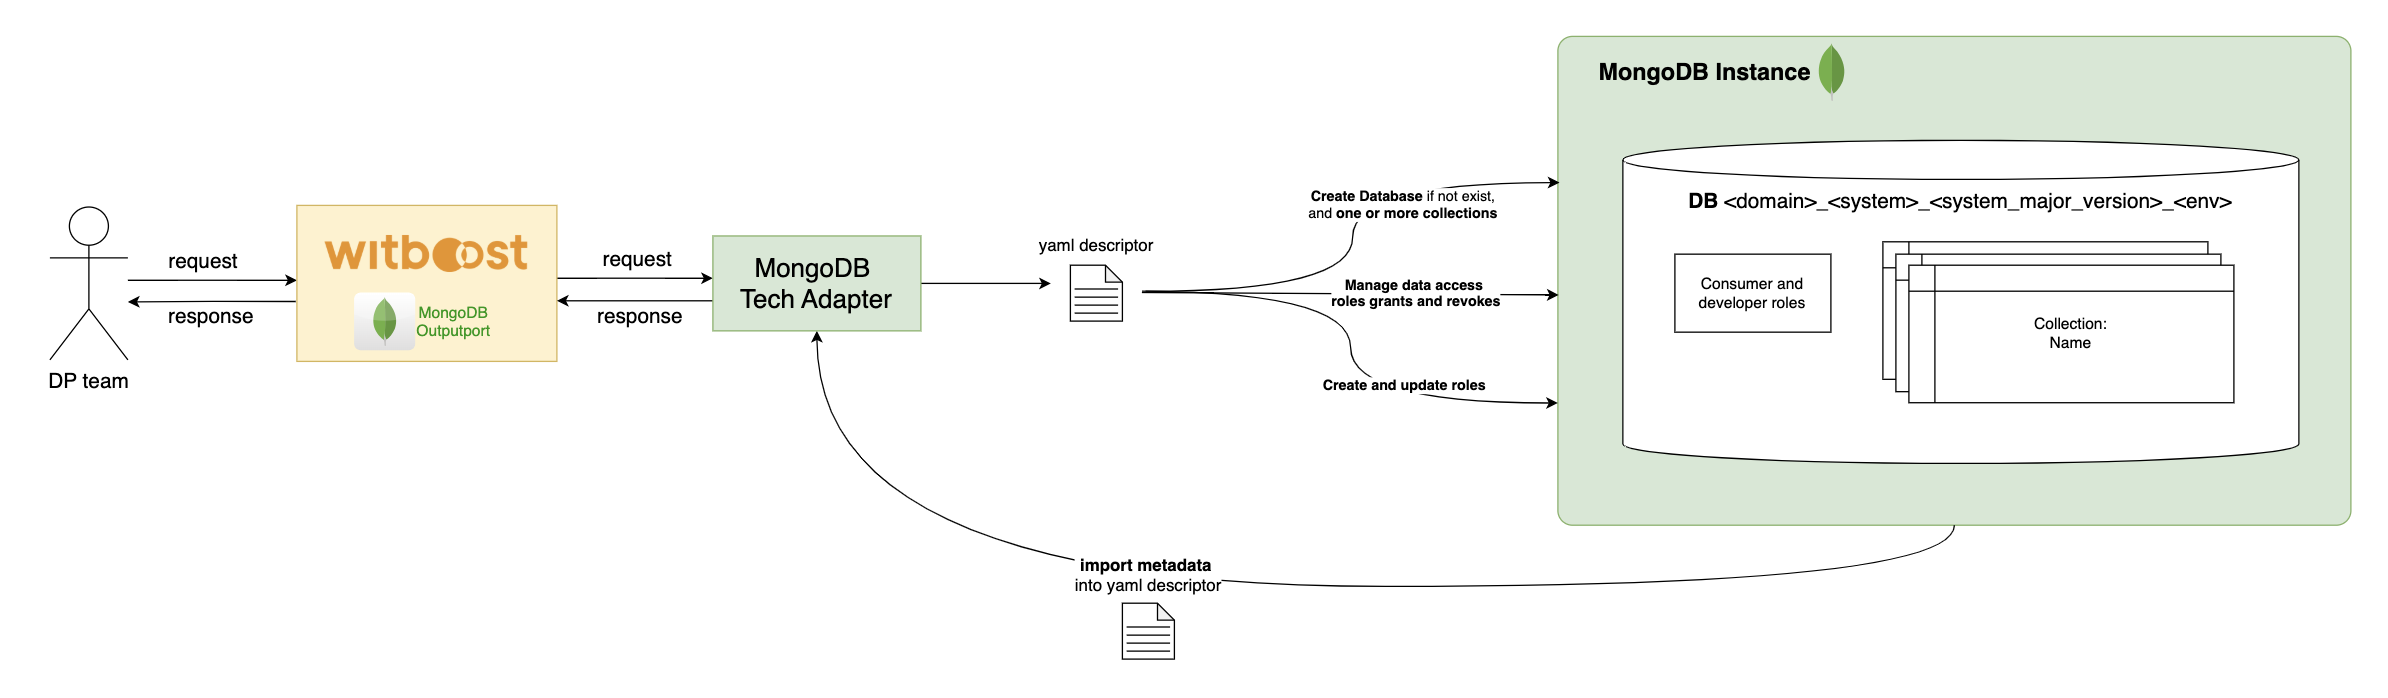 MongoDB Instance
DB <domain>_<system>_<system_major_version>_<env>
Consumer and
developer roles
Collection:
Name
Create Database if not exist,
and one or more collections
Manage data access
roles grants and revokes
Create and update roles
yaml descriptor
MongoDB
Tech Adapter
request
response
witboost
MongoDB
Outputport
request
response
DP team
import metadata
into yaml descriptor